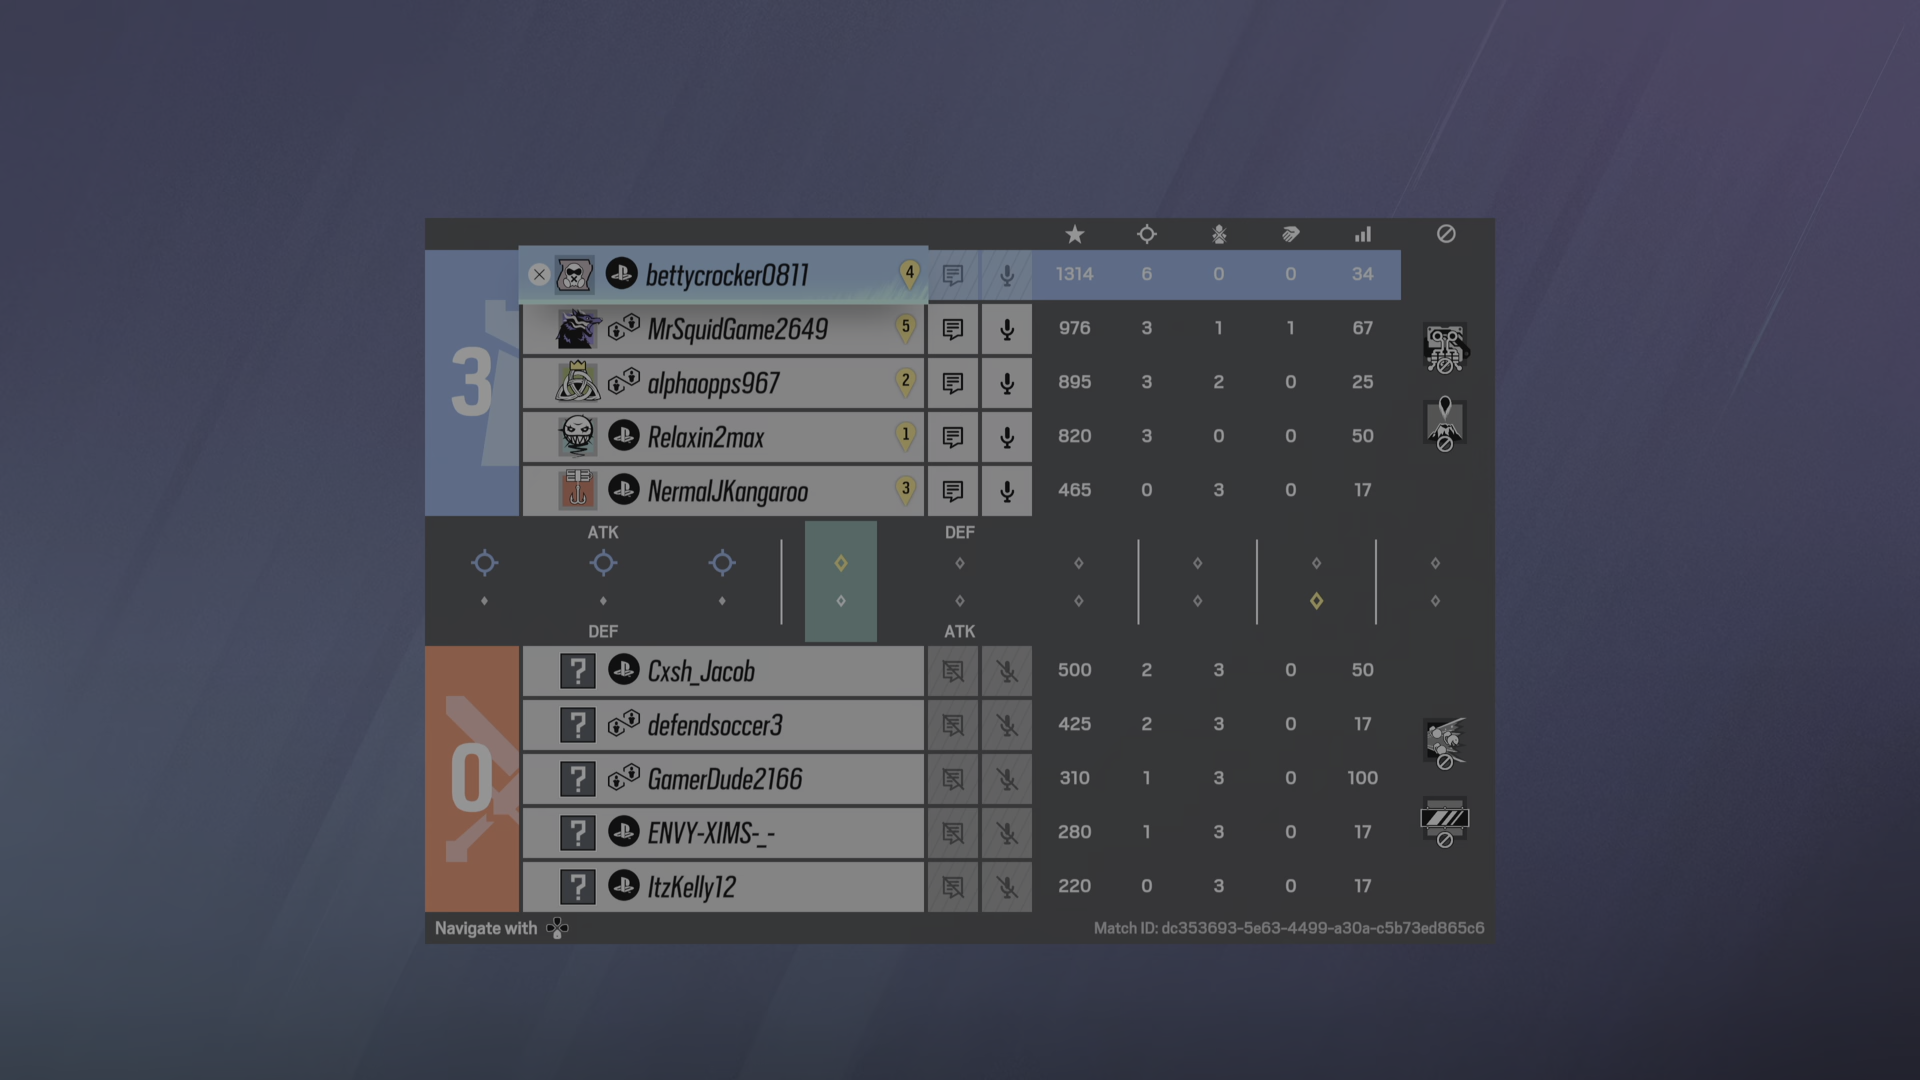 3
bettycrocker0811 4 1314 6 0 0 34
MrSquidGame2649 5 976 3 1 1 67
alphaopps967 2 895 3 2 0 25
Relaxin2max 1 820 3 0 0 50
NermalJKangaroo 3 465 0 3 0 17
ATK DEF
DEF ATK
0
? Cxsh_Jacob 500 2 3 0 50
? defendsoccer3 425 2 3 0 17
? GamerDude2166 310 1 3 0 100
? ENVY-XIMS-_- 280 1 3 0 17
? ItzKelly12 220 0 3 0 17
Navigate with Match ID: dc353693-5e63-4499-a30a-c5b73ed865c6